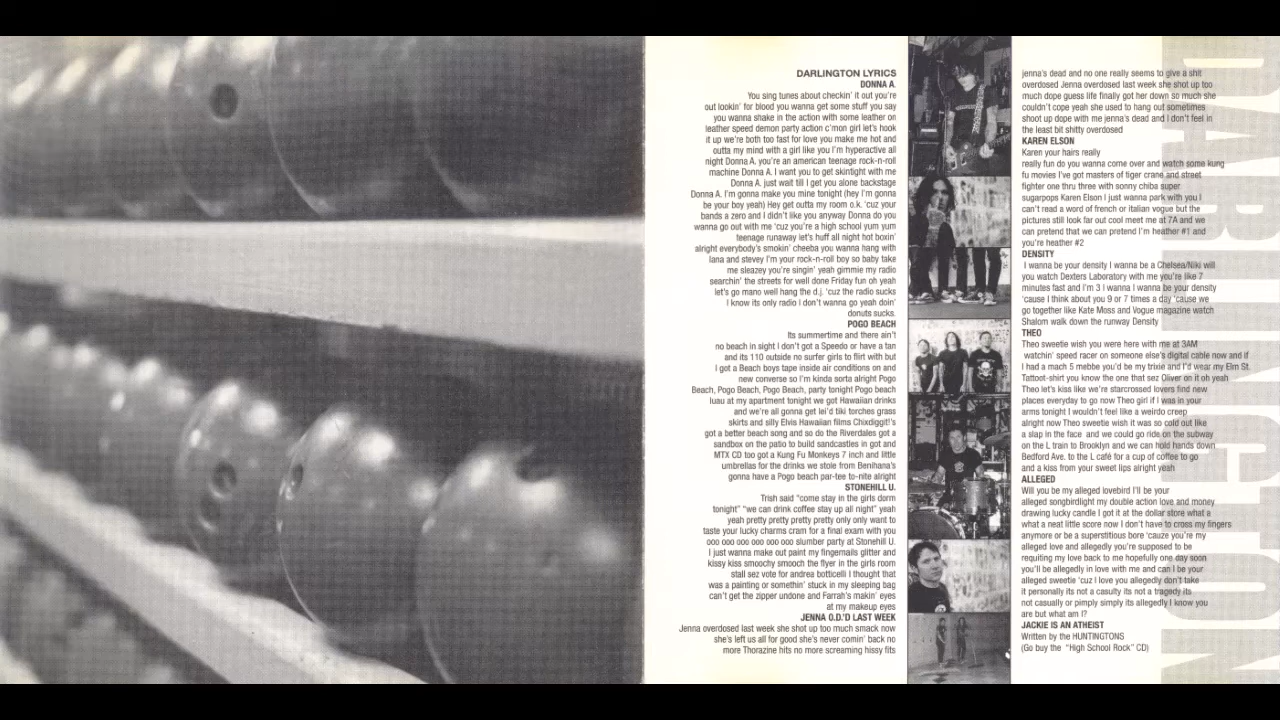 DARLINGTON LYRICS
DONNA A.
You sing tunes about checkin' it out you're
out lookin' for blood you wanna get some stuff you say
you wanna shake in the action with some leather on
leather speed demon party action c'mon girl let's hook
it up we're both too fast for love you make me hot and
outta my mind with a girl like you I'm hyperactive all
night Donna A. you're an american teenage rock-n-roll
machine Donna A. I want you to get skintight with me
Donna A. just wait till I get you alone backstage
Donna A. I'm gonna make you mine tonight (hey I'm gonna
be your boy yeah) Hey get outta my room o.k. 'cuz your
bands a zero and I didn't like you anyway Donna do you
wanna go out with me 'cuz you're a high school yum yum
teenage runaway let's huff all night hot boxin'
alright everybody's smokin' cheeba you wanna hang with
lana and stevey I'm your rock-n-roll boy so baby take
me sleazey you're singin' yeah gimmie my radio
searchin' the streets for well done Friday fun oh yeah
let's go mano well hang the d.j. 'cuz the radio sucks
I know its only radio I don't wanna go yeah doin'
donuts sucks.
POGO BEACH
Its summertime and there ain't
no beach in sight I don't got a Speedo or have a tan
and its 110 outside no surfer girls to flirt with but
I got a Beach boys tape inside air conditions on and
new converse so I'm kinda sorta alright Pogo
Beach, Pogo Beach, Pogo Beach, party tonight Pogo beach
luau at my apartment tonight we got Hawaiian drinks
and we're all gonna get lei'd tiki torches grass
skirts and silly Elvis Hawaiian films Chixdiggit!'s
got a better beach song and so do the Riverdales got a
sandbox on the patio to build sandcastles in got and
MTX CD too got a Kung Fu Monkeys 7 inch and little
umbrellas for the drinks we stole from Benihana's
gonna have a Pogo beach par-tee to-nite alright
STONEHILL U.
Trish said "come stay in the girls dorm
tonight" "we can drink coffee stay up all night" yeah
yeah pretty pretty pretty pretty only only want to
taste your lucky charms cram for a final exam with you
ooo ooo ooo ooo ooo ooo slumber party at Stonehill U.
I just wanna make out paint my fingernails glitter and
kissy kiss smoochy smooch the flyer in the girls room
stall sez vote for andrea botticelli I thought that
was a painting or somethin' stuck in my sleeping bag
can't get the zipper undone and Farrah's makin' eyes
at my makeup eyes
JENNA O.D.'D LAST WEEK
Jenna overdosed last week she shot up too much smack now
she's left us all for good she's never comin' back no
more Thorazine hits no more screaming hissy fits
jenna's dead and no one really seems to give a shit
overdosed Jenna overdosed last week she shot up too
much dope guess life finally got her down so much she
couldn't cope yeah she used to hang out sometimes
shoot up dope with me jenna's dead and I don't feel in
the least bit shitty overdosed
KAREN ELSON
Karen your hairs really
really fun do you wanna come over and watch some kung
fu movies I've got masters of tiger crane and street
fighter one thru three with sonny chiba super
sugarpops Karen Elson I just wanna park with you I
can't read a word of french or italian vogue but the
pictures still look far out cool meet me at 7A and we
can pretend that we can pretend I'm heather #1 and
you're heather #2
DENSITY
I wanna be your density I wanna be a Chelsea/Niki will
you watch Dexters Laboratory with me you're like 7
minutes fast and I'm 3 I wanna I wanna be your density
'cause I think about you 9 or 7 times a day 'cause we
go together like Kate Moss and Vogue magazine watch
Shalom walk down the runway Density
THEO
Theo sweetie wish you were here with me at 3AM
watchin' speed racer on someone else's digital cable now and if
I had a mach 5 mebbe you'd be my trixie and I'd wear my Elm St.
Tattoot-shirt you know the one that sez Oliver on it oh yeah
Theo let's kiss like we're starcrossed lovers find new
places everyday to go now Theo girl if I was in your
arms tonight I wouldn't feel like a weirdo creep
alright now Theo sweetie wish it was so cold out like
a slap in the face and we could go ride on the subway
on the L train to Brooklyn and we can hold hands down
Bedford Ave. to the L café for a cup of coffee to go
and a kiss from your sweet lips alright yeah
ALLEGED
Will you be my alleged lovebird I'll be your
alleged songbirdlight my double action love and money
drawing lucky candle I got it at the dollar store what a
what a neat little score now I don't have to cross my fingers
anymore or be a superstitious bore 'cauze you're my
alleged love and allegedly you're supposed to be
requiting my love back to me hopefully one day soon
you'll be allegedly in love with me and can I be your
alleged sweetie 'cuz I love you allegedly don't take
it personally its not a casulty its not a tragedy its
not casually or pimply simply its allegedly I know you
are but what am I?
JACKIE IS AN ATHEIST
Written by the HUNTINGTONS
(Go buy the "High School Rock" CD)
DARLINGTON